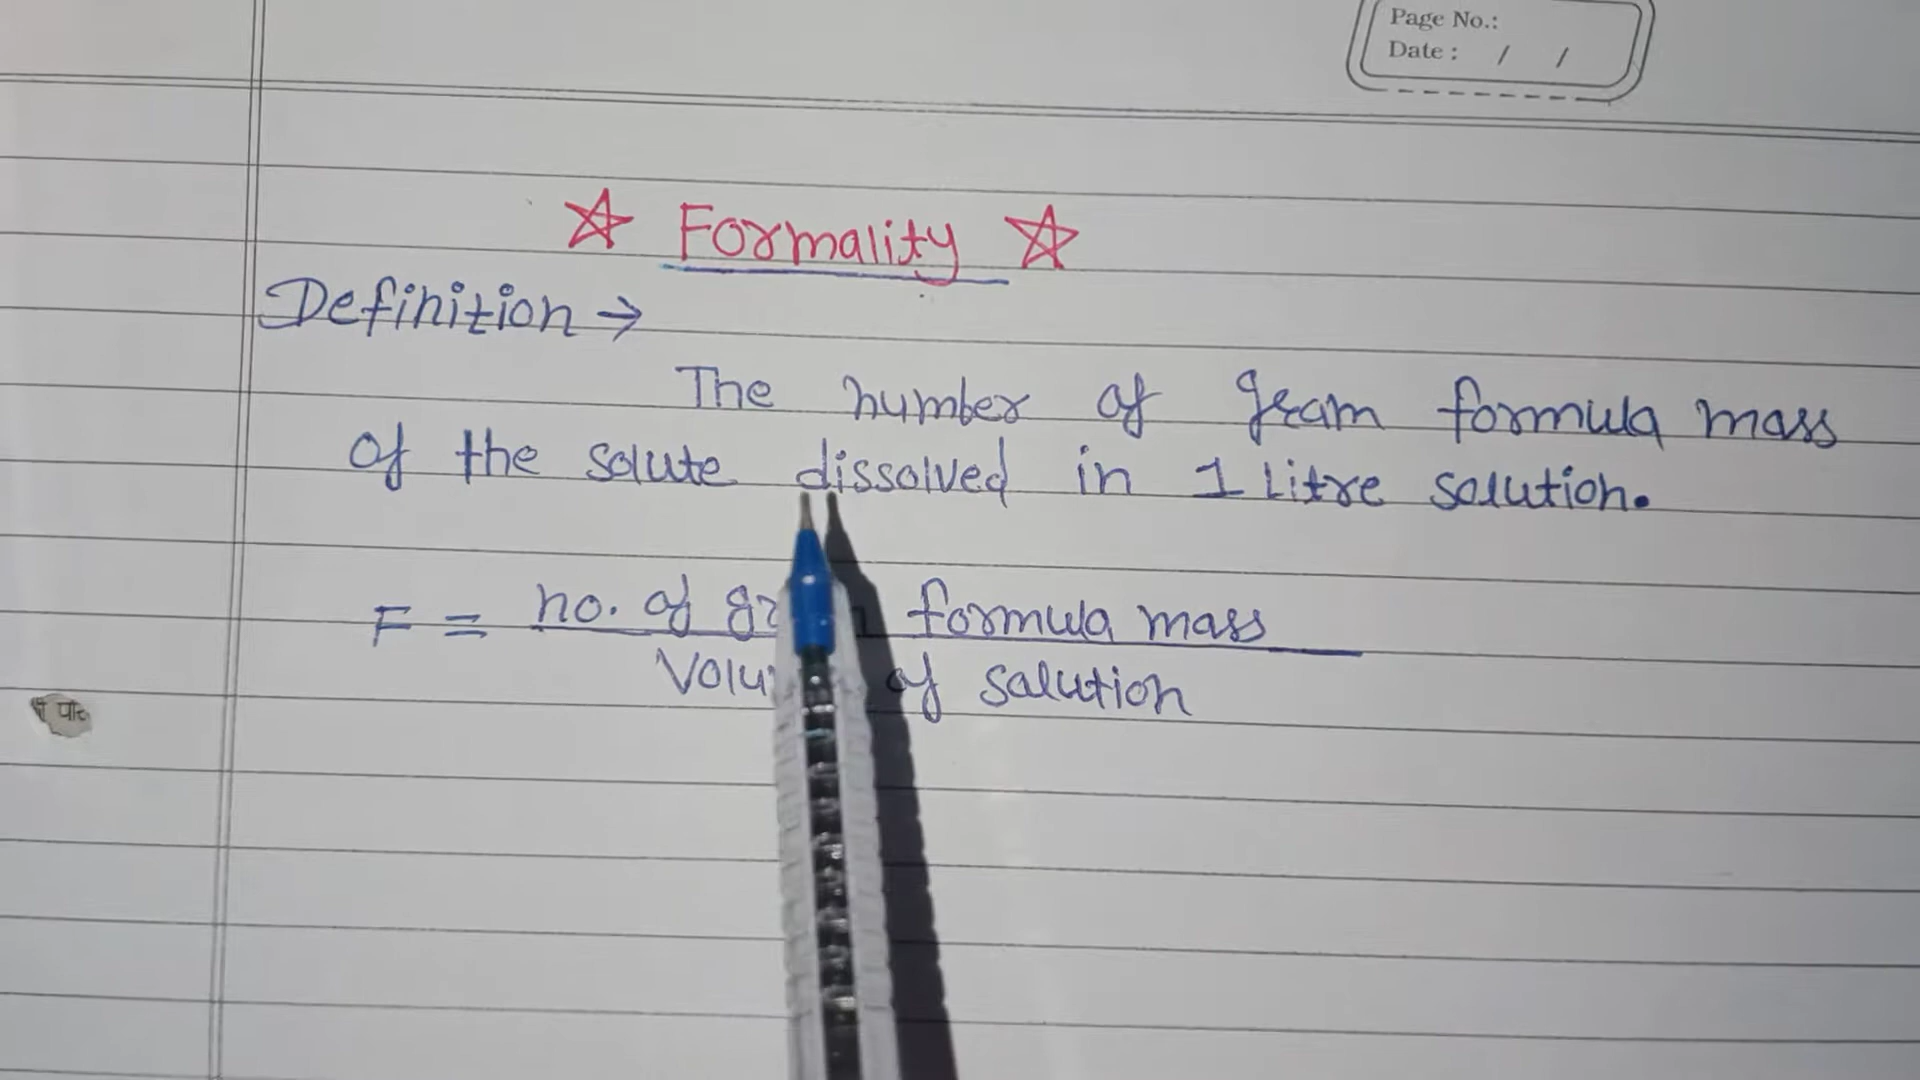 Page No.:
Date : / /
☆ Formality ☆
Definition →
The number of gram formula mass
of the solute dissolved in 1 Litre solution.
F = no. of formula mass
of solution